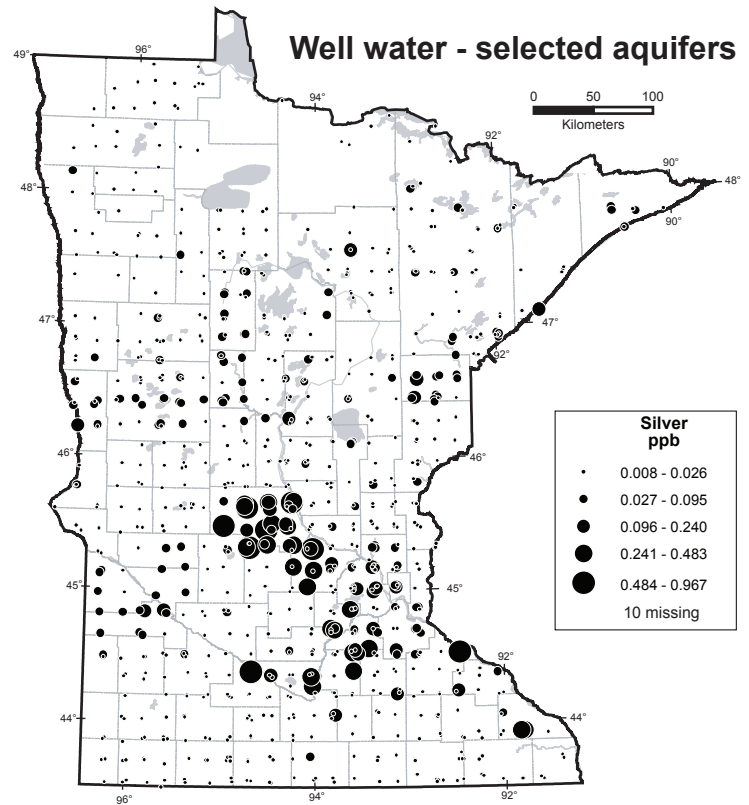 Well water - selected aquifers
49°
96°
94°
0 50 100
Kilometers
92°
90°
48°
48°
90°
47°
47°
92°
46°
46°
Silver
ppb
0.008 - 0.026
0.027 - 0.095
0.096 - 0.240
0.241 - 0.483
0.484 - 0.967
10 missing
45°
45°
92°
44°
44°
96°
94°
92°